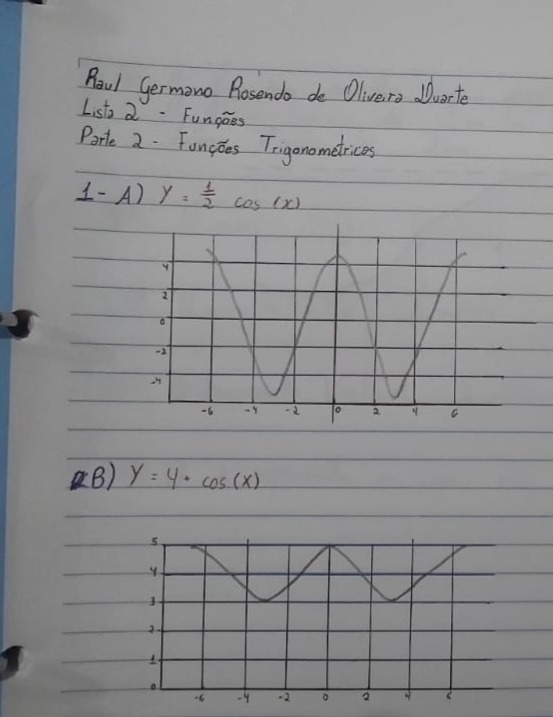 Raul Germano Rosendo de Oliveira Duarte
Lista 2 - Funções
Parte 2 - Funções Trigonométricas
1- A) Y = 1/2 cos (x)
4
2
0
-2
-4
-6 -4 -2 0 2 4 6
B) Y = 4 + cos(x)
5
4
3
2
1
0
-6 -4 -2 0 2 4 6